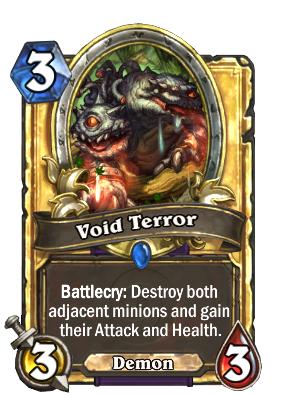 3
Void Terror
Battlecry: Destroy both
adjacent minions and gain
their Attack and Health.
3
Demon
3